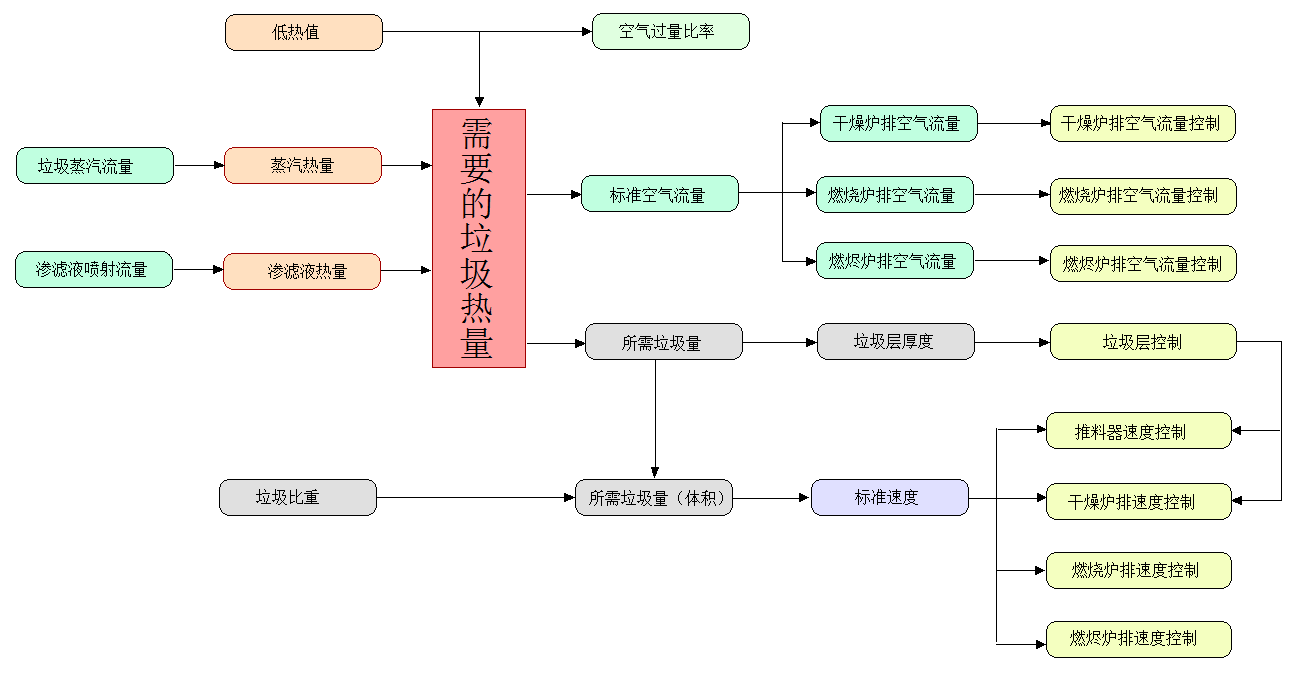 低热值
空气过量比率
需要的垃圾热量
干燥炉排空气流量
干燥炉排空气流量控制
垃圾蒸汽流量
蒸汽热量
标准空气流量
燃烧炉排空气流量
燃烧炉排空气流量控制
渗滤液喷射流量
渗滤液热量
燃烬炉排空气流量
燃烬炉排空气流量控制
所需垃圾量
垃圾层厚度
垃圾层控制
推料器速度控制
垃圾比重
所需垃圾量（体积）
标准速度
干燥炉排速度控制
燃烧炉排速度控制
燃烬炉排速度控制